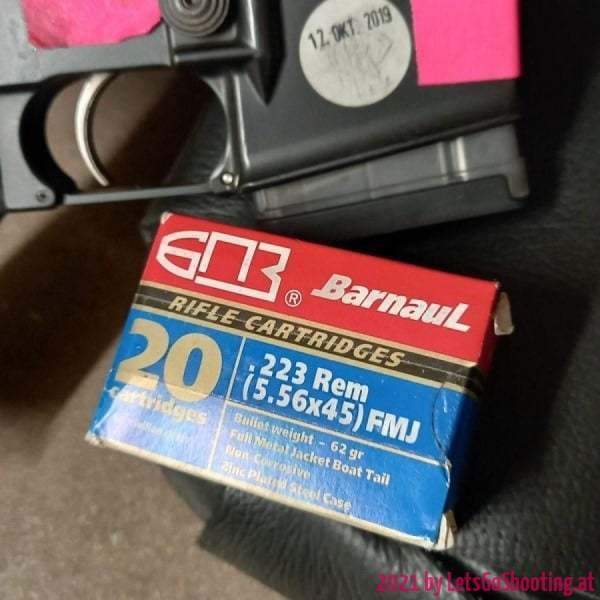 12. OKT. 2019
БПЗ ® BarnauL
RIFLE CARTRIDGES
20
cartridges
.223 Rem
(5.56x45) FMJ
Bullet weight - 62 gr
Full Metal Jacket Boat Tail
Non-Corrosive
Zinc Plated Steel Case
2021 by LetsGoShooting.at